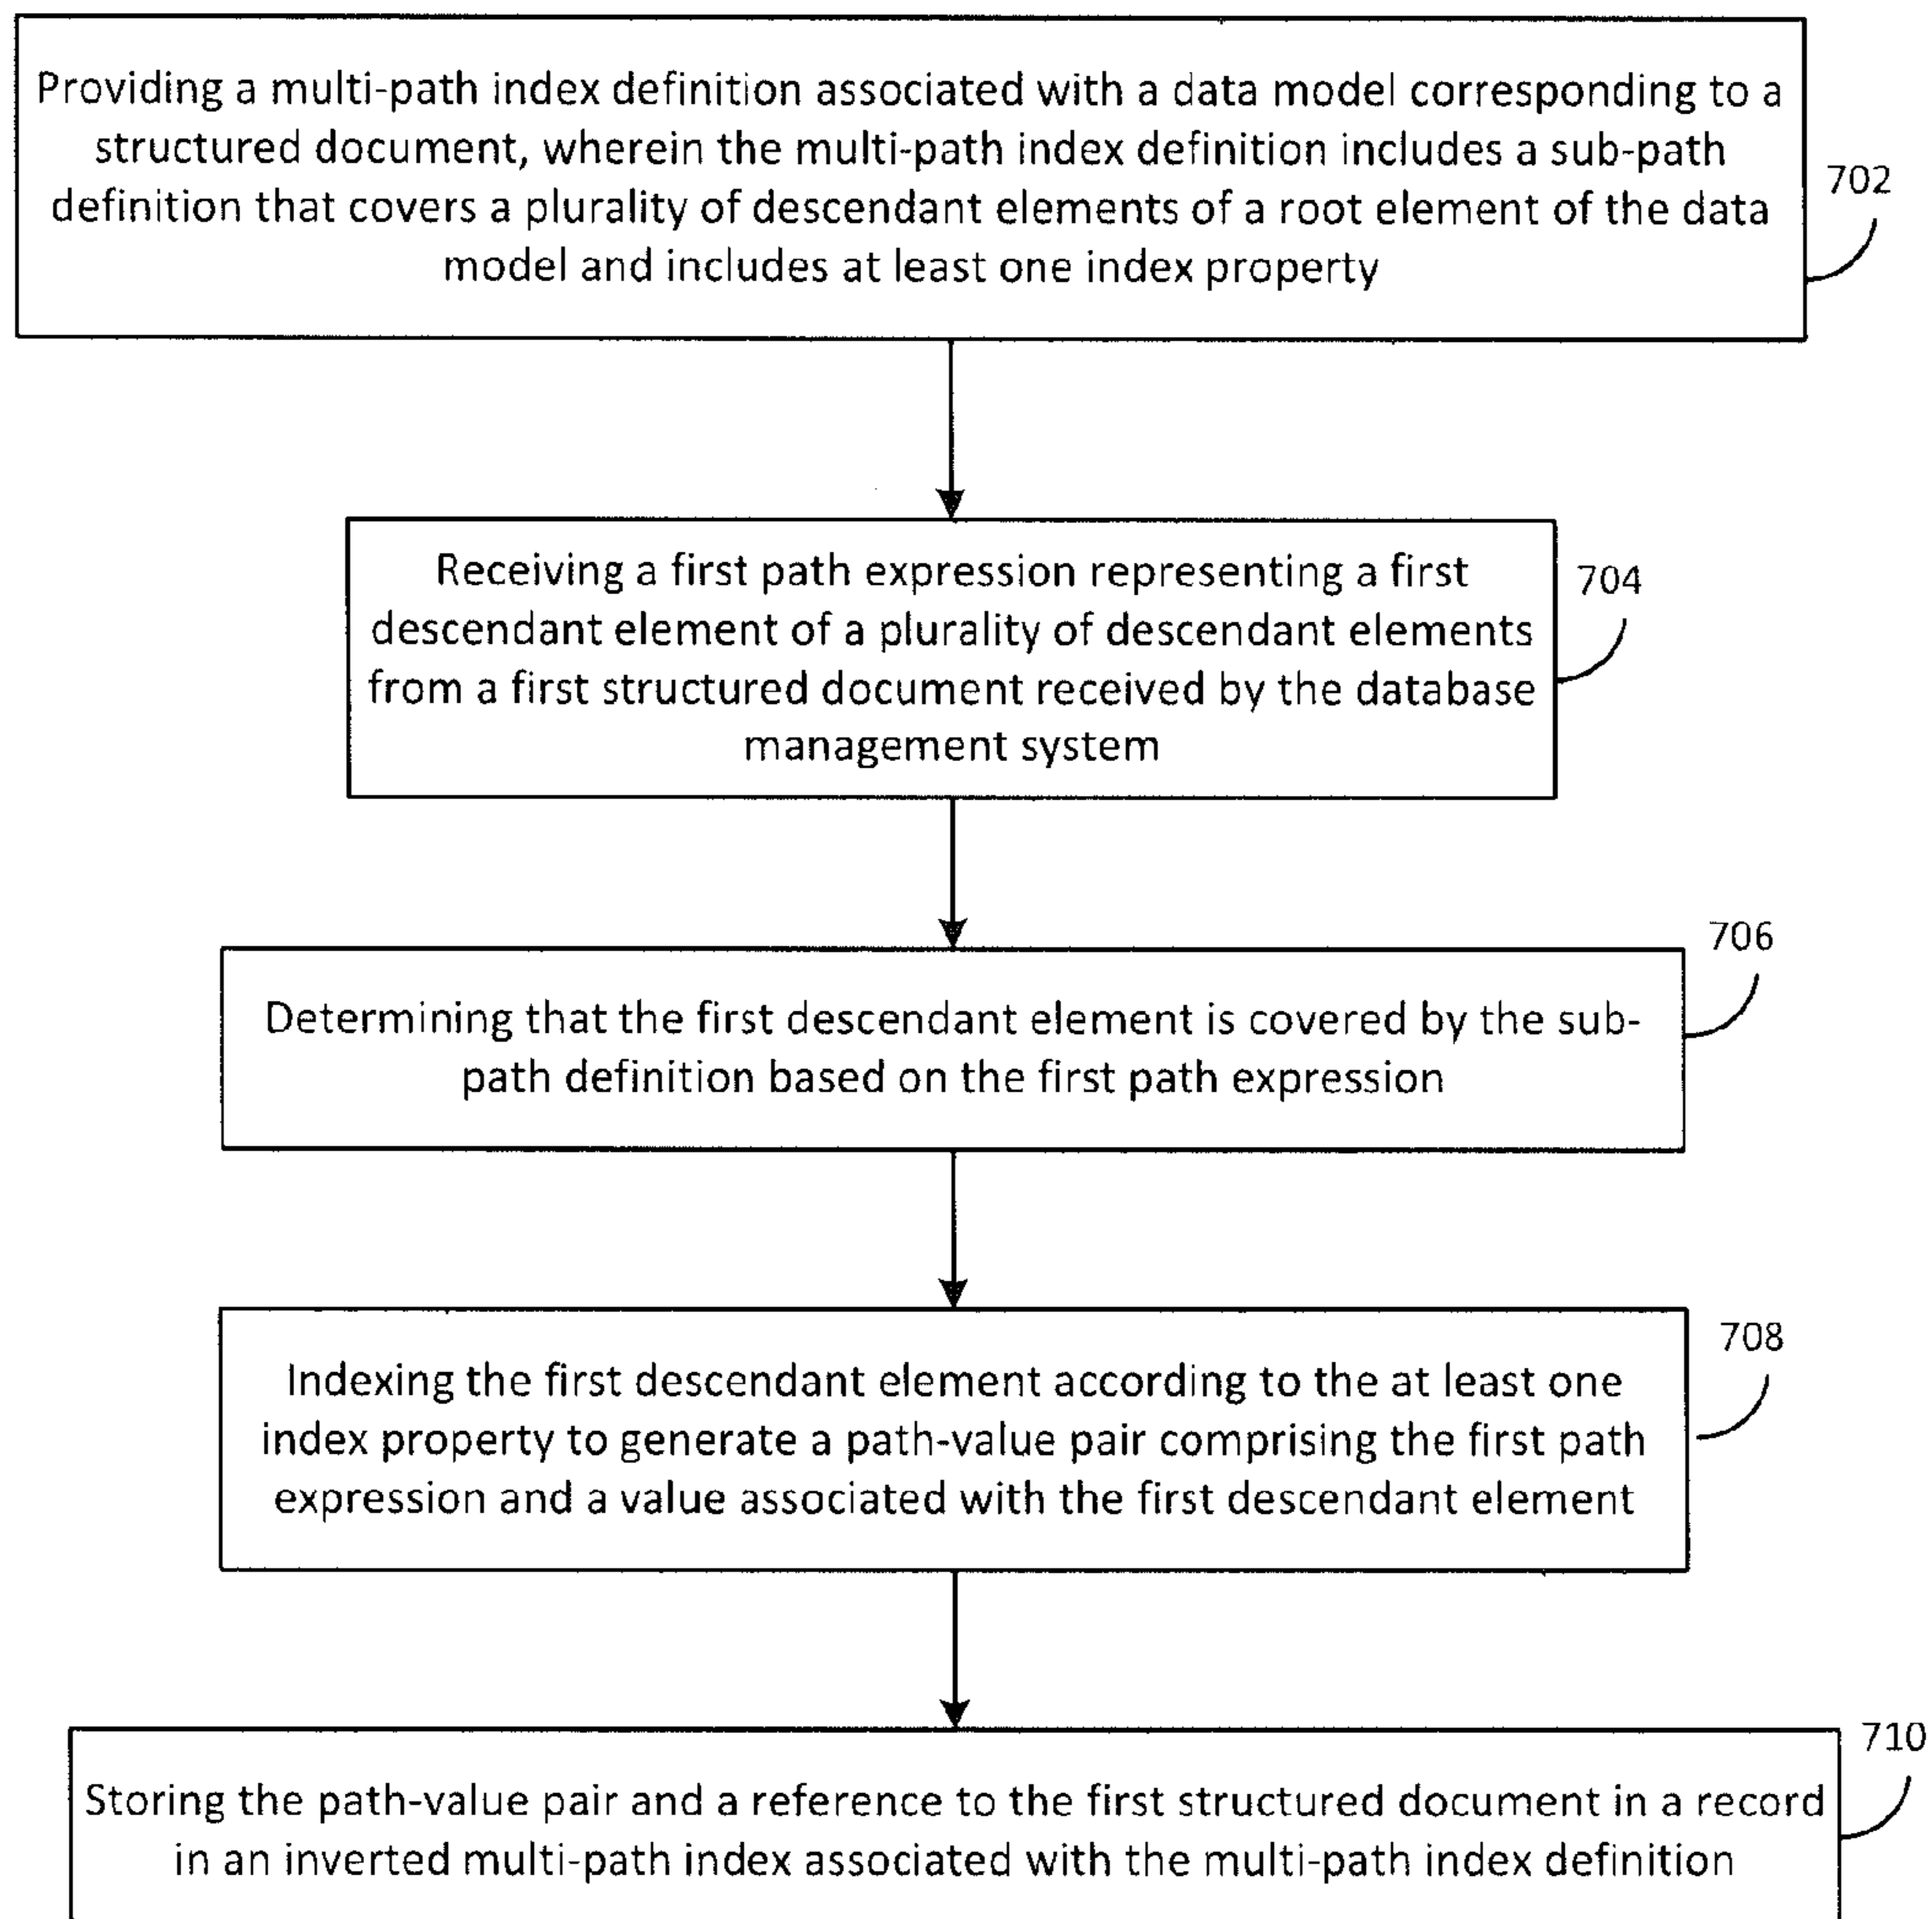 Providing a multi-path index definition associated with a data model corresponding to a
structured document, wherein the multi-path index definition includes a sub-path
definition that covers a plurality of descendant elements of a root element of the data
model and includes at least one index property
702
Receiving a first path expression representing a first
descendant element of a plurality of descendant elements
from a first structured document received by the database
management system
704
706
Determining that the first descendant element is covered by the sub-
path definition based on the first path expression
708
Indexing the first descendant element according to the at least one
index property to generate a path-value pair comprising the first path
expression and a value associated with the first descendant element
710
Storing the path-value pair and a reference to the first structured document in a record
in an inverted multi-path index associated with the multi-path index definition